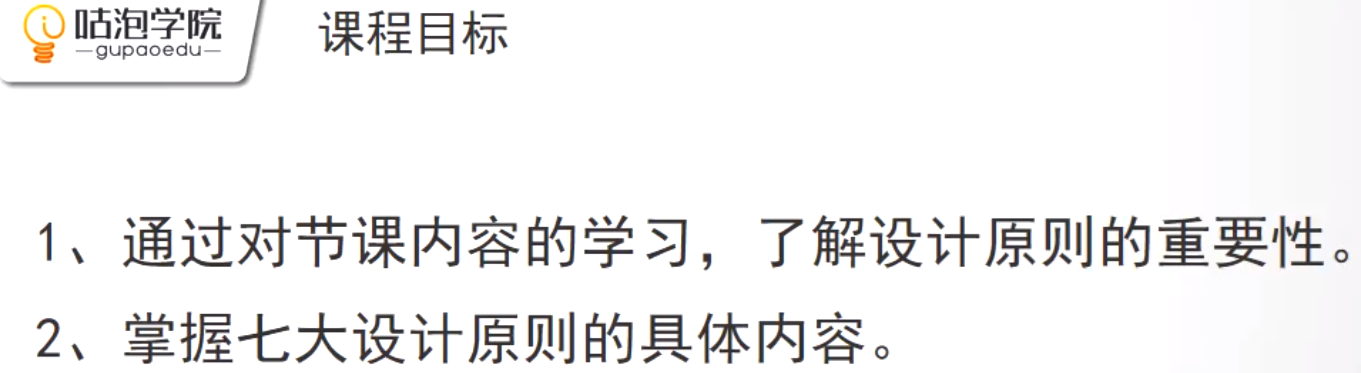 咕泡学院
—gupaoedu—
课程目标
1、通过对节课内容的学习，了解设计原则的重要性。
2、掌握七大设计原则的具体内容。